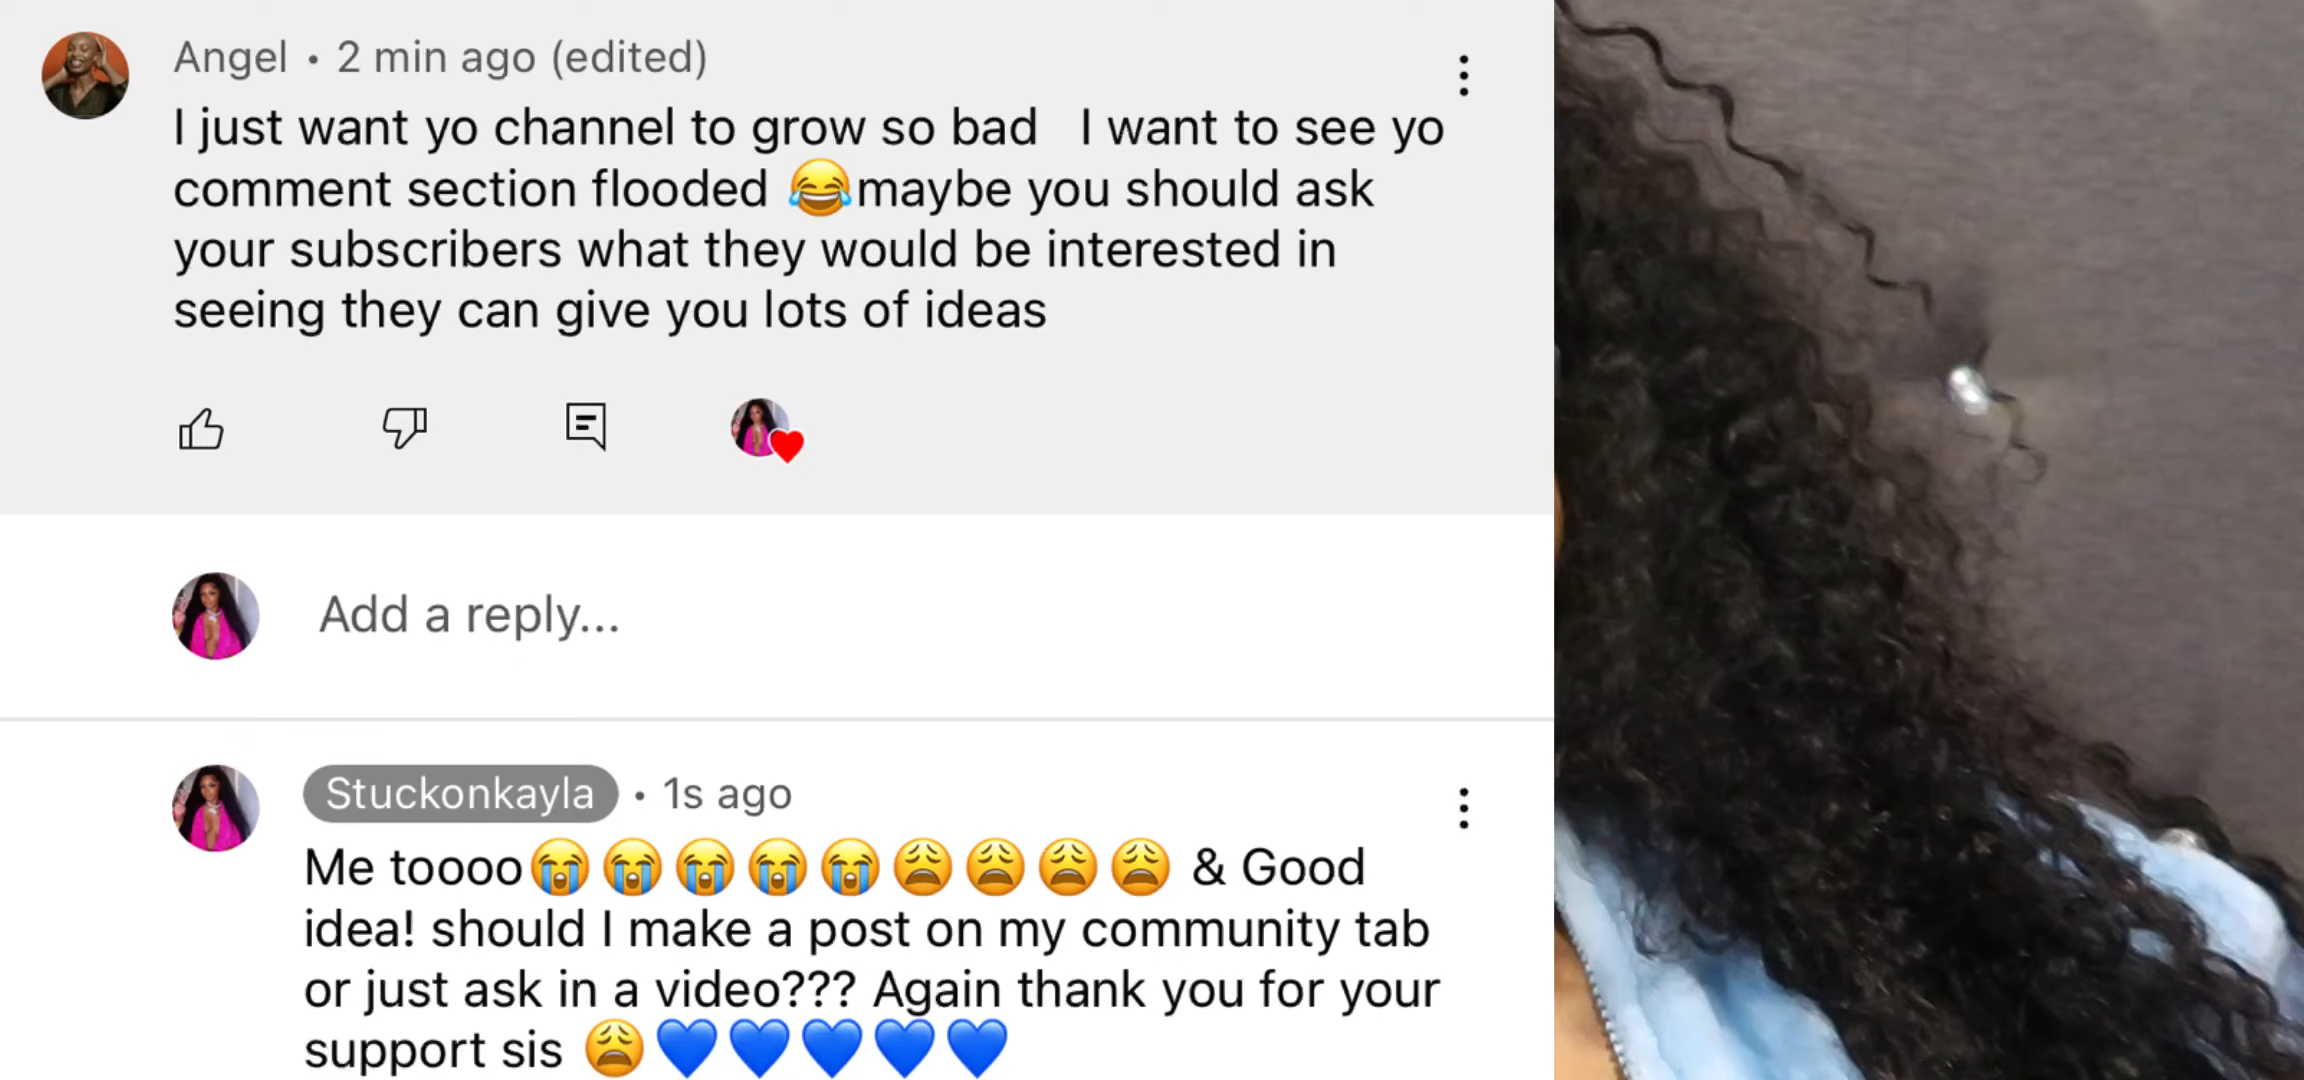 Angel • 2 min ago (edited)
I just want yo channel to grow so bad   I want to see yo
comment section flooded 😂maybe you should ask
your subscribers what they would be interested in
seeing they can give you lots of ideas
Add a reply...
Stuckonkayla • 1s ago
Me toooo😭😭😭😭😭😩😩😩😩 & Good
idea! should I make a post on my community tab
or just ask in a video??? Again thank you for your
support sis 😩💙💙💙💙💙